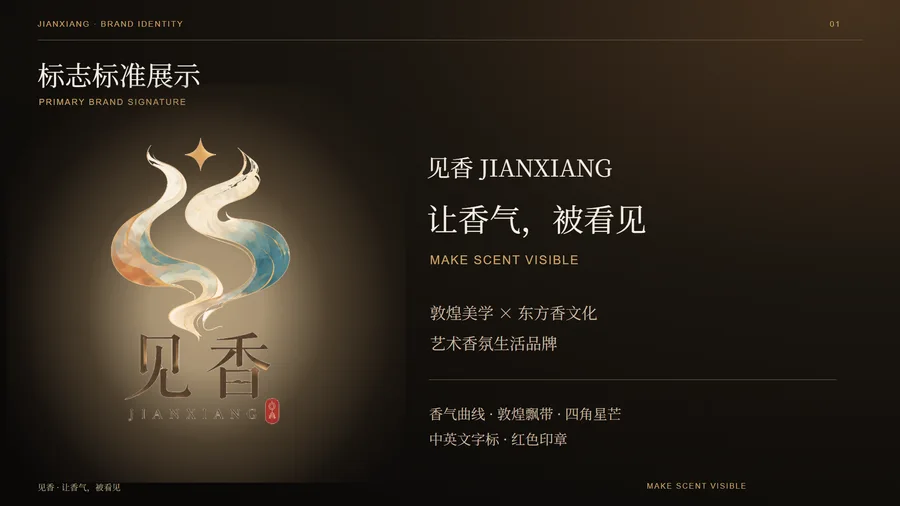 JIANXIANG · BRAND IDENTITY
01
标志标准展示
PRIMARY BRAND SIGNATURE
见香
JIANXIANG
见香 JIANXIANG
让香气，被看见
MAKE SCENT VISIBLE
敦煌美学 × 东方香文化
艺术香氛生活品牌
香气曲线 · 敦煌飘带 · 四角星芒
中英文字标 · 红色印章
见香 · 让香气，被看见
MAKE SCENT VISIBLE